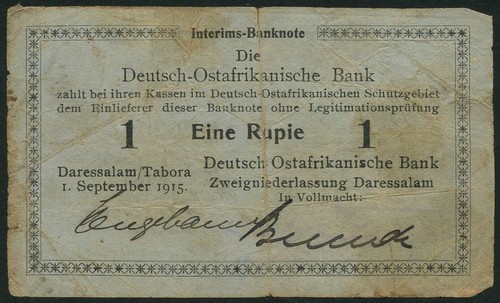 Interims-Banknote
Die
Deutsch-Ostafrikanische Bank
zahlt bei ihren Kassen im Deutsch-Ostafrikanischen Schutzgebiet
dem Einlieferer dieser Banknote ohne Legitimationsprüfung
1 Eine Rupie 1
Daressalam/Tabora
1. September 1915.
Deutsch-Ostafrikanische Bank
Zweigniederlassung Daressalam
In Vollmacht: